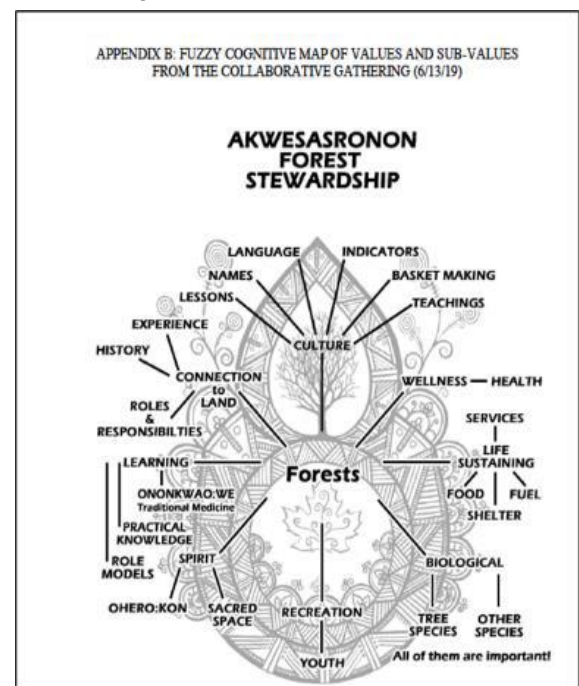 APPENDIX B: FUZZY COGNITIVE MAP OF VALUES AND SUB-VALUES
FROM THE COLLABORATIVE GATHERING (6/13/19)
AKWESASRONON
FOREST
STEWARDSHIP
LANGUAGE
INDICATORS
NAMES
BASKET MAKING
LESSONS
TEACHINGS
EXPERIENCE
CULTURE
HISTORY
CONNECTION
to
LAND
WELLNESS
HEALTH
ROLES
&
RESPONSIBILTIES
SERVICES
LEARNING
LIFE
SUSTAINING
Forests
ONONKWAO:WE
Traditional Medicine
FOOD
FUEL
SHELTER
PRACTICAL
KNOWLEDGE
ROLE
MODELS
SPIRIT
BIOLOGICAL
OHERO:KON
SACRED
SPACE
RECREATION
TREE
SPECIES
OTHER
SPECIES
YOUTH
All of them are important!